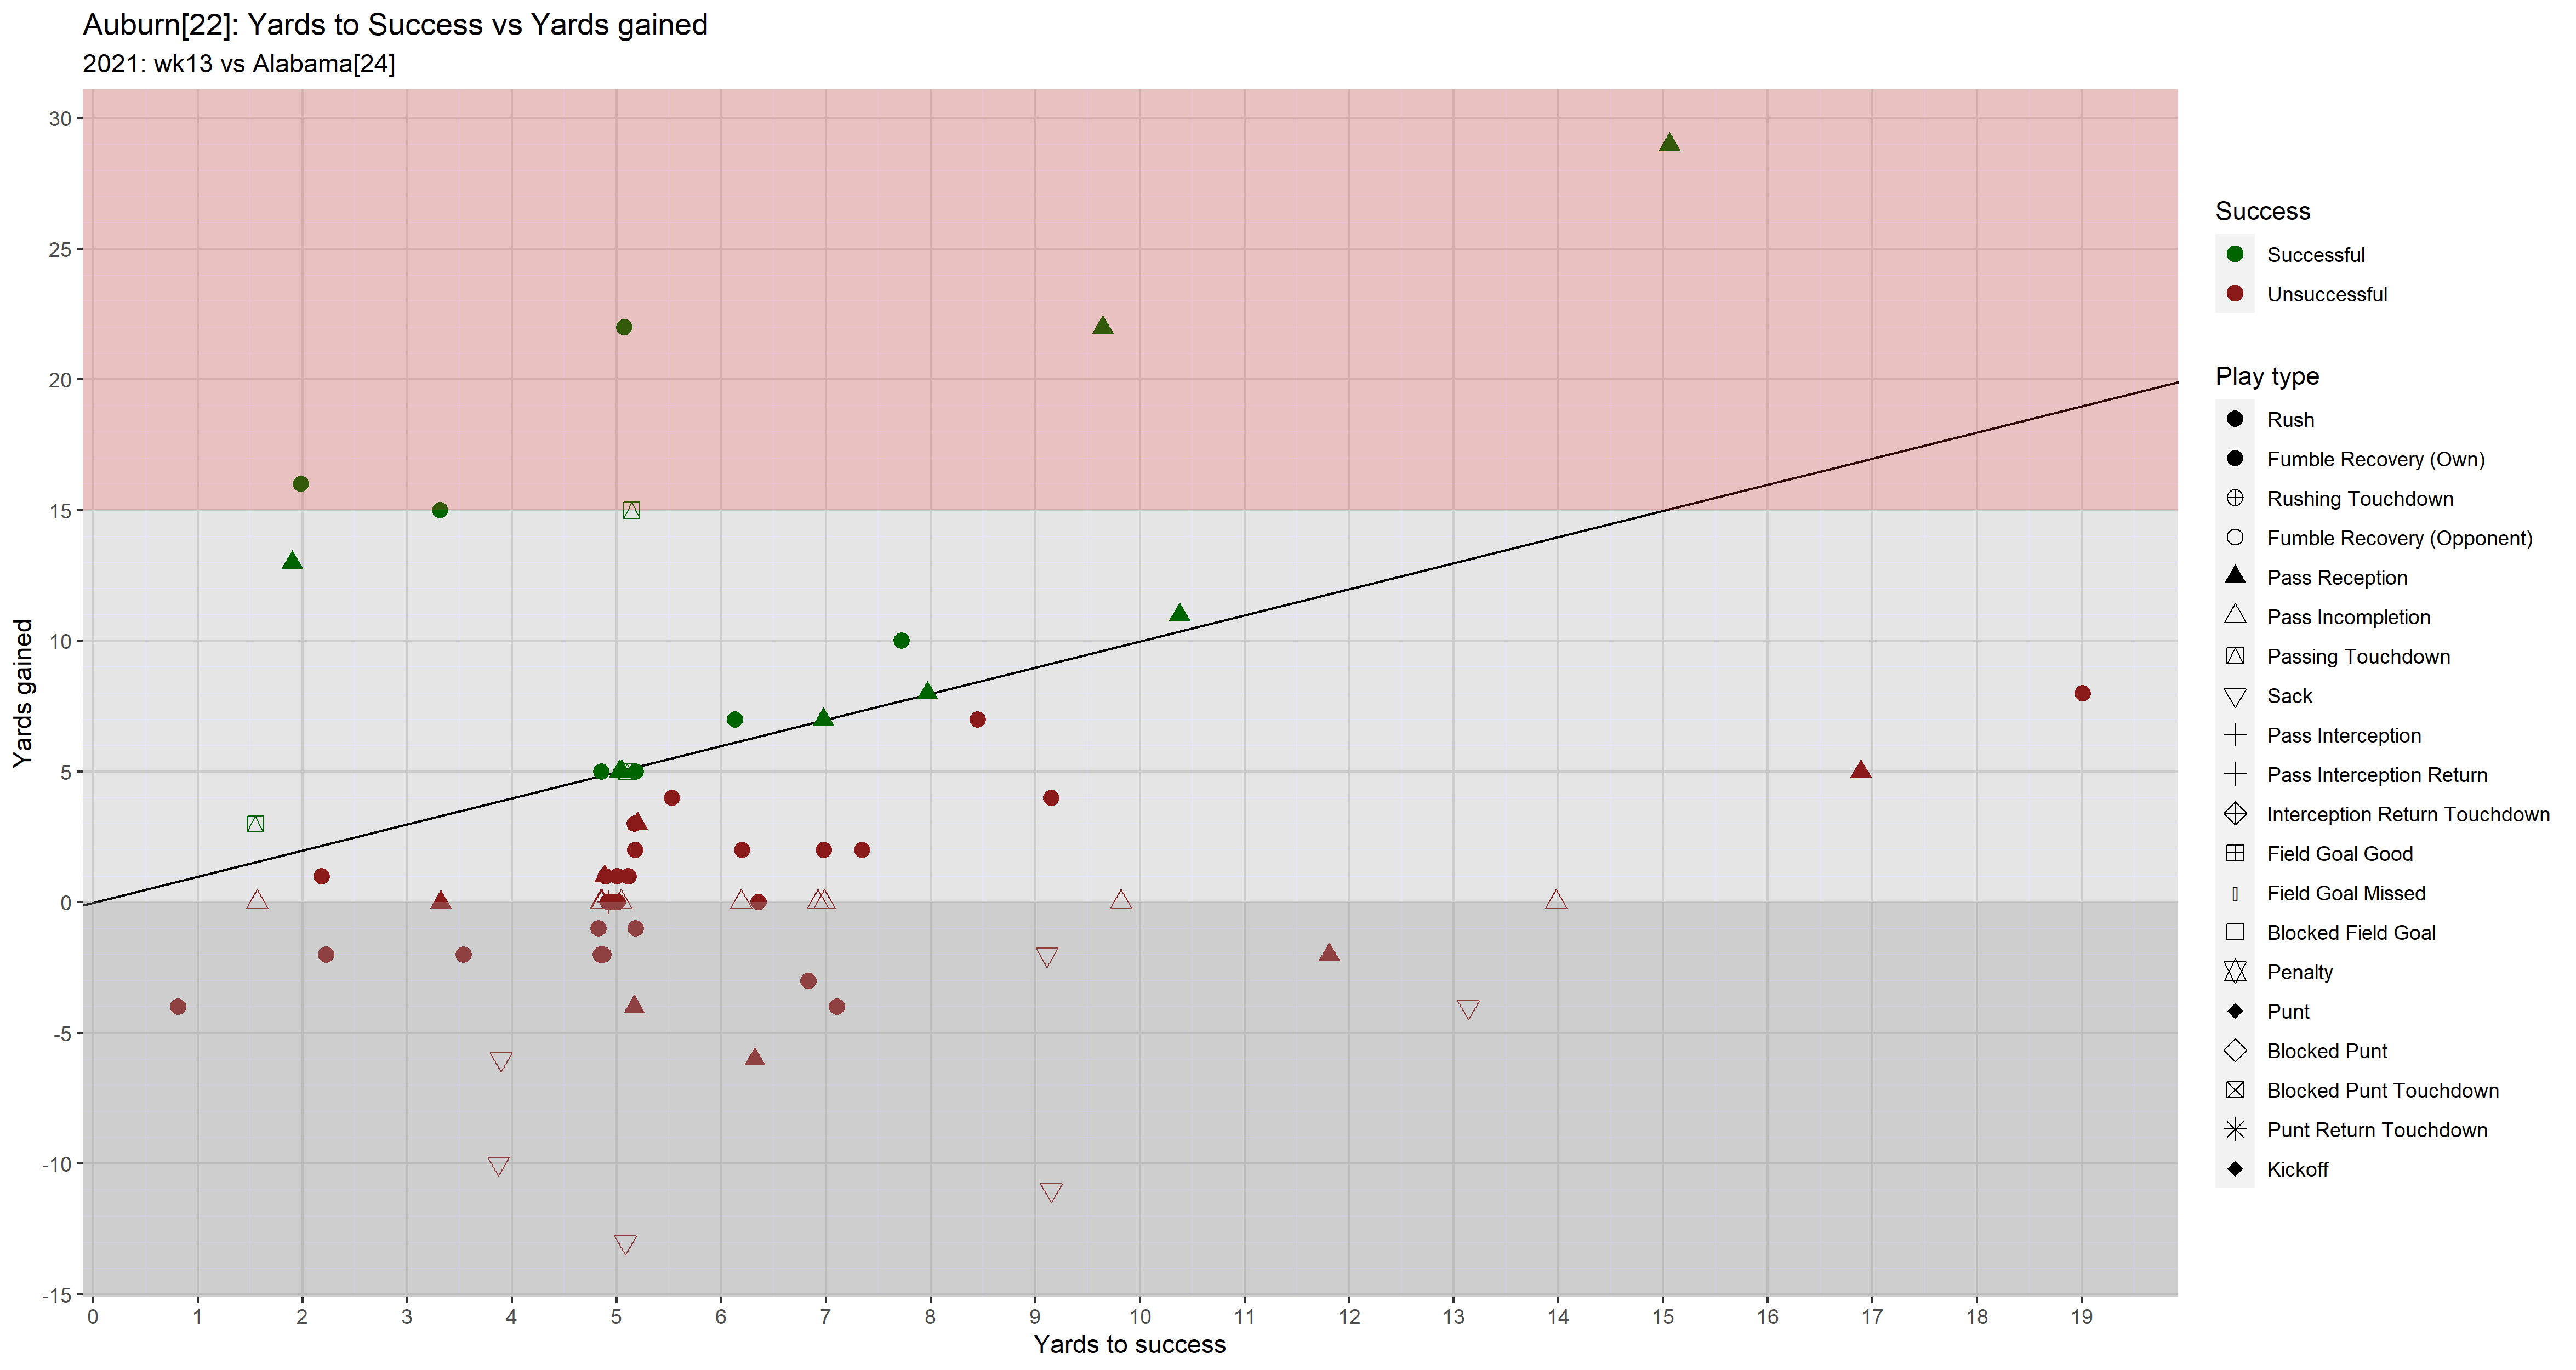 Auburn[22]: Yards to Success vs Yards gained
2021: wk13 vs Alabama[24]
Yards gained
30
25
20
15
10
5
0
-5
-10
-15
0 1 2 3 4 5 6 7 8 9 10 11 12 13 14 15 16 17 18 19
Yards to success
Success
Successful
Unsuccessful
Play type
Rush
Fumble Recovery (Own)
Rushing Touchdown
Fumble Recovery (Opponent)
Pass Reception
Pass Incompletion
Passing Touchdown
Sack
Pass Interception
Pass Interception Return
Interception Return Touchdown
Field Goal Good
Field Goal Missed
Blocked Field Goal
Penalty
Punt
Blocked Punt
Blocked Punt Touchdown
Punt Return Touchdown
Kickoff